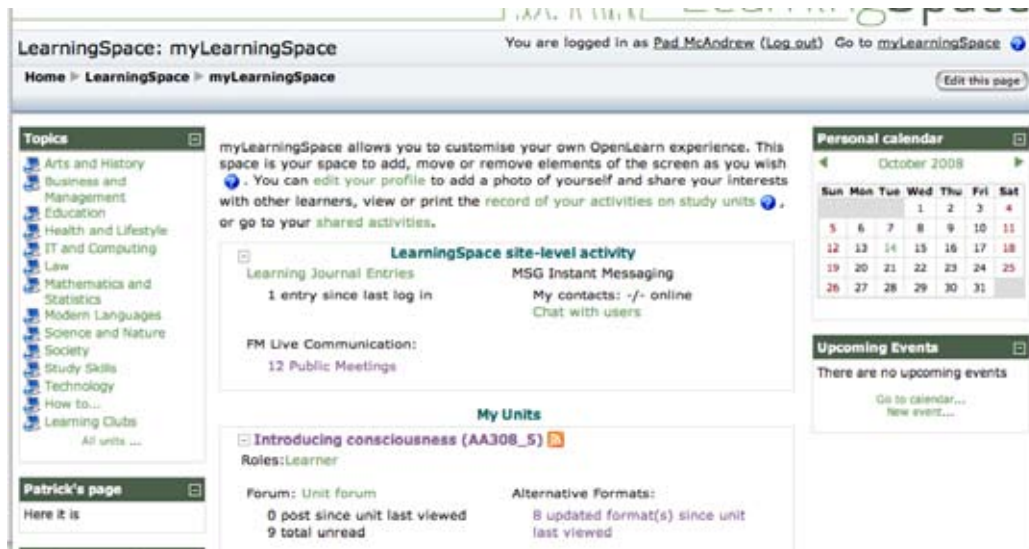 LearningSpace
LearningSpace: myLearningSpace
You are logged in as Pad McAndrew (Log out) Go to myLearningSpace
Home LearningSpace myLearningSpace
Edit this page
Topics
Arts and History
Business and
Management
Education
Health and Lifestyle
IT and Computing
Law
Mathematics and
Statistics
Modern Languages
Science and Nature
Society
Study Skills
Technology
How to...
Learning Clubs
All units ...
Patrick's page
Here it is
myLearningSpace allows you to customise your own OpenLearn experience. This
space is your space to add, move or remove elements of the screen as you wish
. You can edit your profile to add a photo of yourself and share your interests
with other learners, view or print the record of your activities on study units ,
or go to your shared activities.
LearningSpace site-level activity
Learning Journal Entries
1 entry since last log in
MSG Instant Messaging
My contacts: -/- online
Chat with users
FM Live Communication:
12 Public Meetings
My Units
Introducing consciousness (AA308_5)
Roles:Learner
Forum: Unit forum
0 post since unit last viewed
9 total unread
Alternative Formats:
8 updated format(s) since unit
last viewed
Personal calendar
October 2008
Sun Mon Tue Wed Thu Fri Sat
1 2 3 4
5 6 7 8 9 10 11
12 13 14 15 16 17 18
19 20 21 22 23 24 25
26 27 28 29 30 31
Upcoming Events
There are no upcoming events
Go to calendar...
New event...